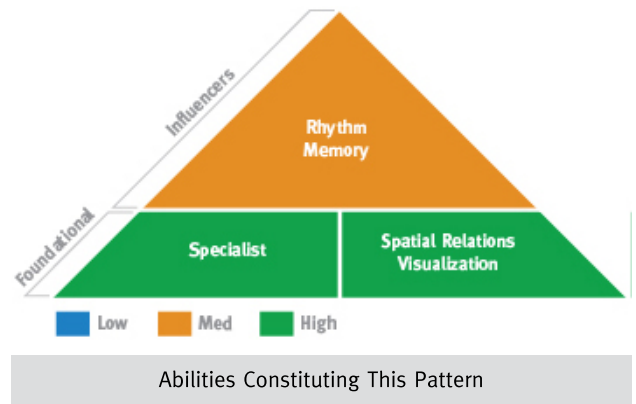 Influencers
Rhythm
Memory
Foundational
Specialist
Spatial Relations
Visualization
Low
Med
High
Abilities Constituting This Pattern